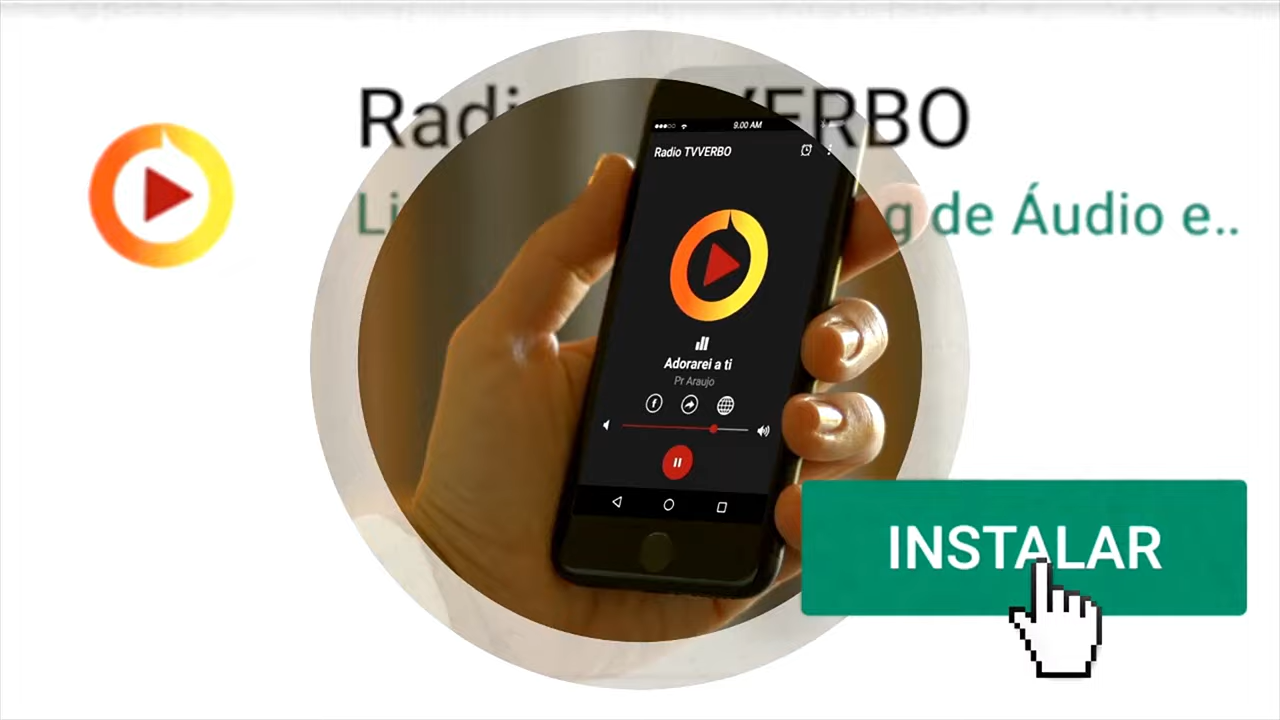 Radi VERBO
Li g de Áudio e..
9.00 AM
Radio TVVERBO
Adorarei a ti
Pr Araujo
f
INSTALAR